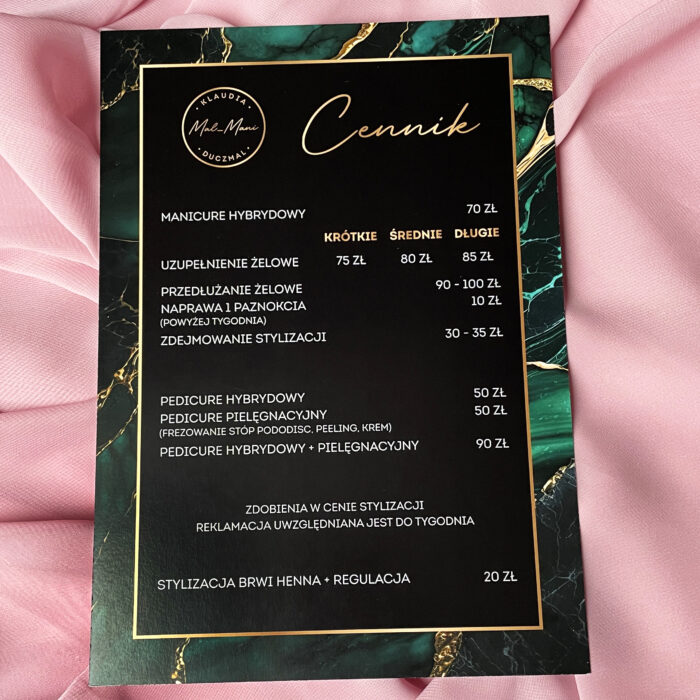 KLAUDIA
Mal_Mani
DUCZMAL
Cennik
MANICURE HYBRYDOWY 70 ZŁ
KRÓTKIE ŚREDNIE DŁUGIE
UZUPEŁNIENIE ŻELOWE 75 ZŁ 80 ZŁ 85 ZŁ
PRZEDŁUŻANIE ŻELOWE 90 - 100 ZŁ
NAPRAWA 1 PAZNOKCIA 10 ZŁ
(POWYŻEJ TYGODNIA)
ZDEJMOWANIE STYLIZACJI 30 - 35 ZŁ
PEDICURE HYBRYDOWY 50 ZŁ
PEDICURE PIELĘGNACYJNY 50 ZŁ
(FREZOWANIE STÓP PODODISC, PEELING, KREM)
PEDICURE HYBRYDOWY + PIELĘGNACYJNY 90 ZŁ
ZDOBIENIA W CENIE STYLIZACJI
REKLAMACJA UWZGLĘDNIANA JEST DO TYGODNIA
STYLIZACJA BRWI HENNA + REGULACJA 20 ZŁ